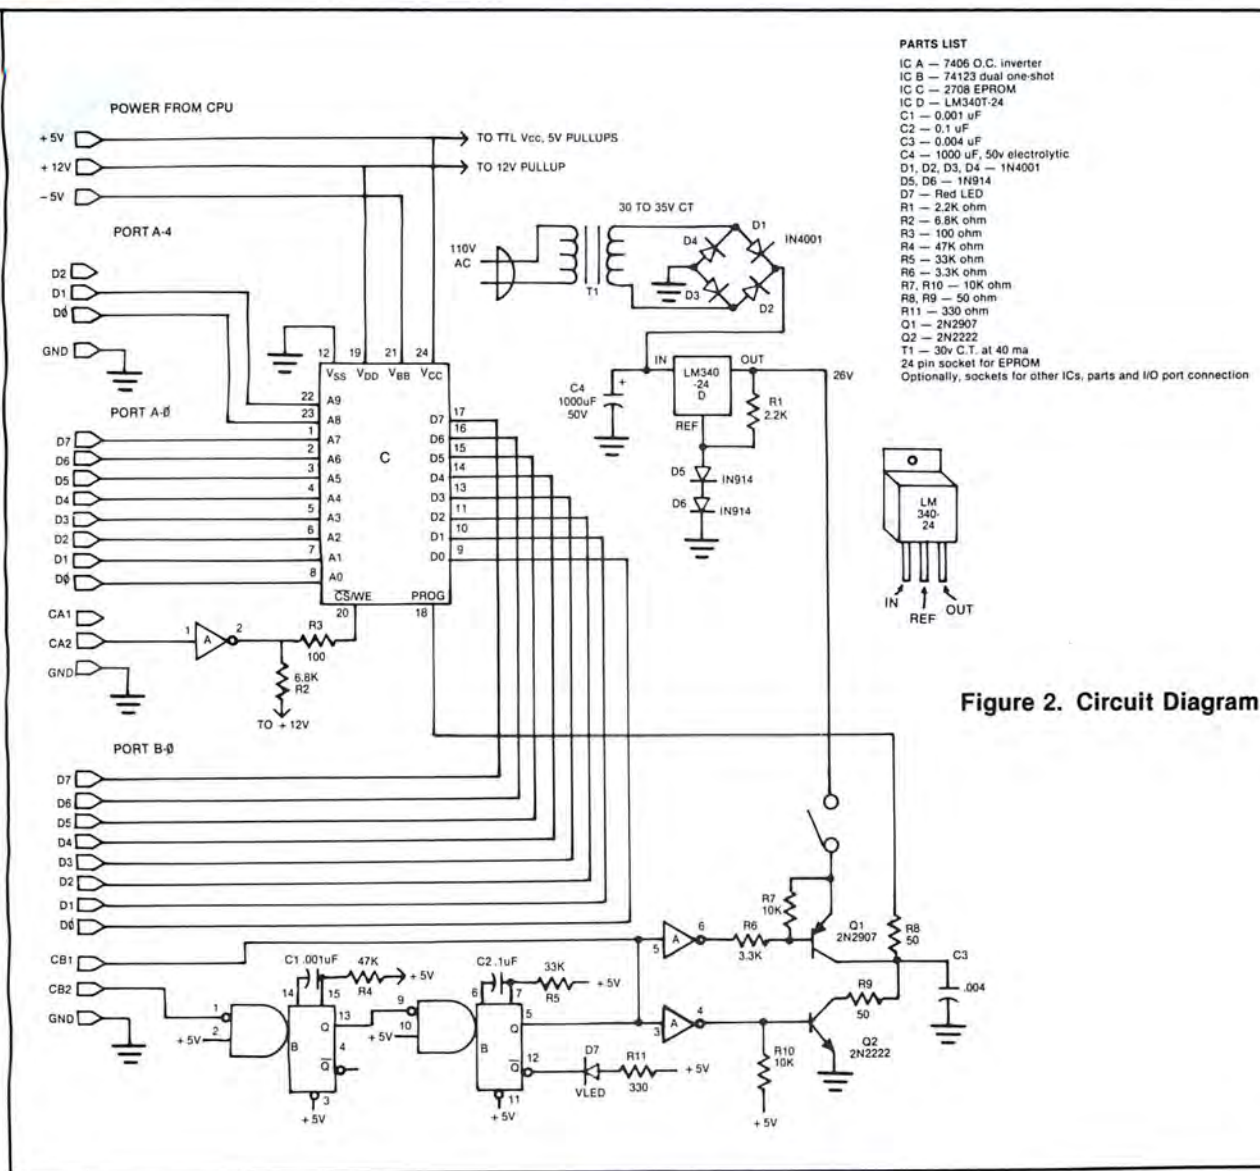 PARTS LIST
IC A — 7406 O.C. inverter
IC B — 74123 dual one-shot
IC C — 2708 EPROM
IC D — LM340T-24
C1 — 0.001 uF
C2 — 0.1 uF
C3 — 0.004 uF
C4 — 1000 uF, 50v electrolytic
D1, D2, D3, D4 — 1N4001
D5, D6 — 1N914
D7 — Red LED
R1 — 2.2K ohm
R2 — 6.8K ohm
R3 — 100 ohm
R4 — 47K ohm
R5 — 33K ohm
R6 — 3.3K ohm
R7, R10 — 10K ohm
R8, R9 — 50 ohm
R11 — 330 ohm
Q1 — 2N2907
Q2 — 2N2222
T1 — 30v C.T. at 40 ma
24 pin socket for EPROM
Optionally, sockets for other ICs, parts and I/O port connection
POWER FROM CPU
+5V
TO TTL Vcc, 5V PULLUPS
+12V
TO 12V PULLUP
-5V
PORT A-4
D2
D1
DØ
GND
30 TO 35V CT
110V
AC
T1
D4
D1
IN4001
D3
D2
12 19 21 24
VSS VDD VBB VCC
C4
1000uF
50V
+
IN
OUT
LM340
-24
D
REF
R1
2.2K
26V
D5
IN914
D6
IN914
LM
340-
24
IN
REF
OUT
PORT A-Ø
D7
D6
D5
D4
D3
D2
D1
DØ
22 A9
23 A8
1 A7
2 A6
3 A5
4 A4
5 A3
6 A2
7 A1
8 A0
C
D7 17
D6 16
D5 15
D4 14
D3 13
D2 11
D1 10
D0 9
CS/WE
20
PROG
18
CA1
CA2
GND
1
A
2
R3
100
6.8K
R2
TO +12V
Figure 2. Circuit Diagram
PORT B-Ø
D7
D6
D5
D4
D3
D2
D1
DØ
CB1
CB2
GND
C1 .001uF
47K
R4
+5V
14
15
1
2
+5V
B
Q
13
4
Q
3
+5V
C2 .1uF
33K
R5
+5V
6
7
9
10
+5V
B
Q
5
Q
12
11
+5V
D7
VLED
R11
330
+5V
5
A
6
R6
3.3K
R7
10K
Q1
2N2907
R8
50
C3
.004
3
A
4
R9
50
R10
10K
+5V
Q2
2N2222